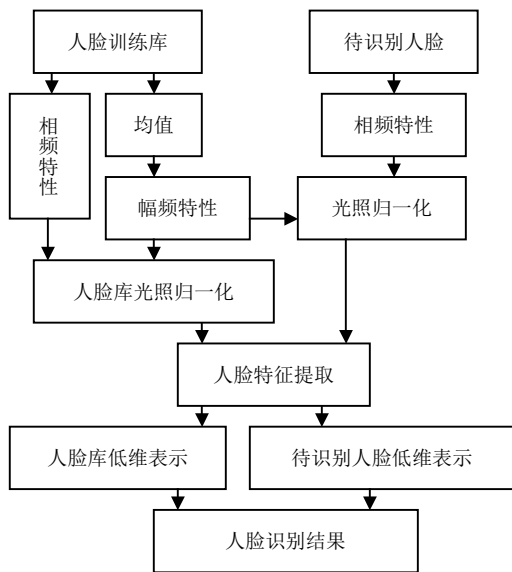 人脸训练库
待识别人脸
相频特性
均值
相频特性
幅频特性
光照归一化
人脸库光照归一化
人脸特征提取
人脸库低维表示
待识别人脸低维表示
人脸识别结果